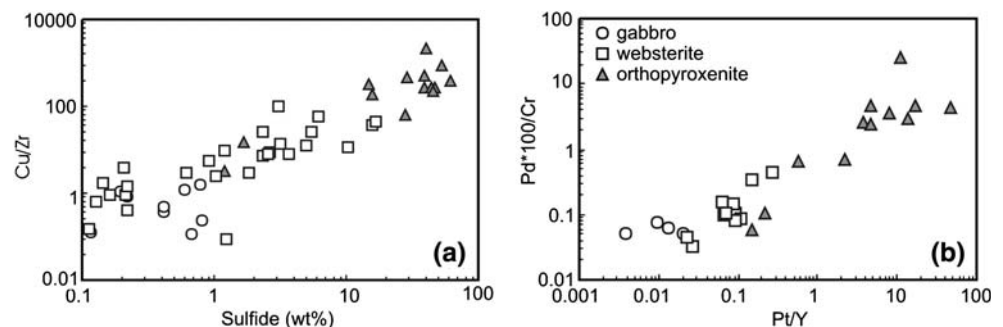 10000
100
1
0.01
Cu/Zr
0.1
1
10
100
Sulfide (wt%)
(a)
100
10
1
0.1
0.01
Pd*100/Cr
0.001
0.01
0.1
1
10
100
Pt/Y
gabbro
websterite
orthopyroxenite
(b)